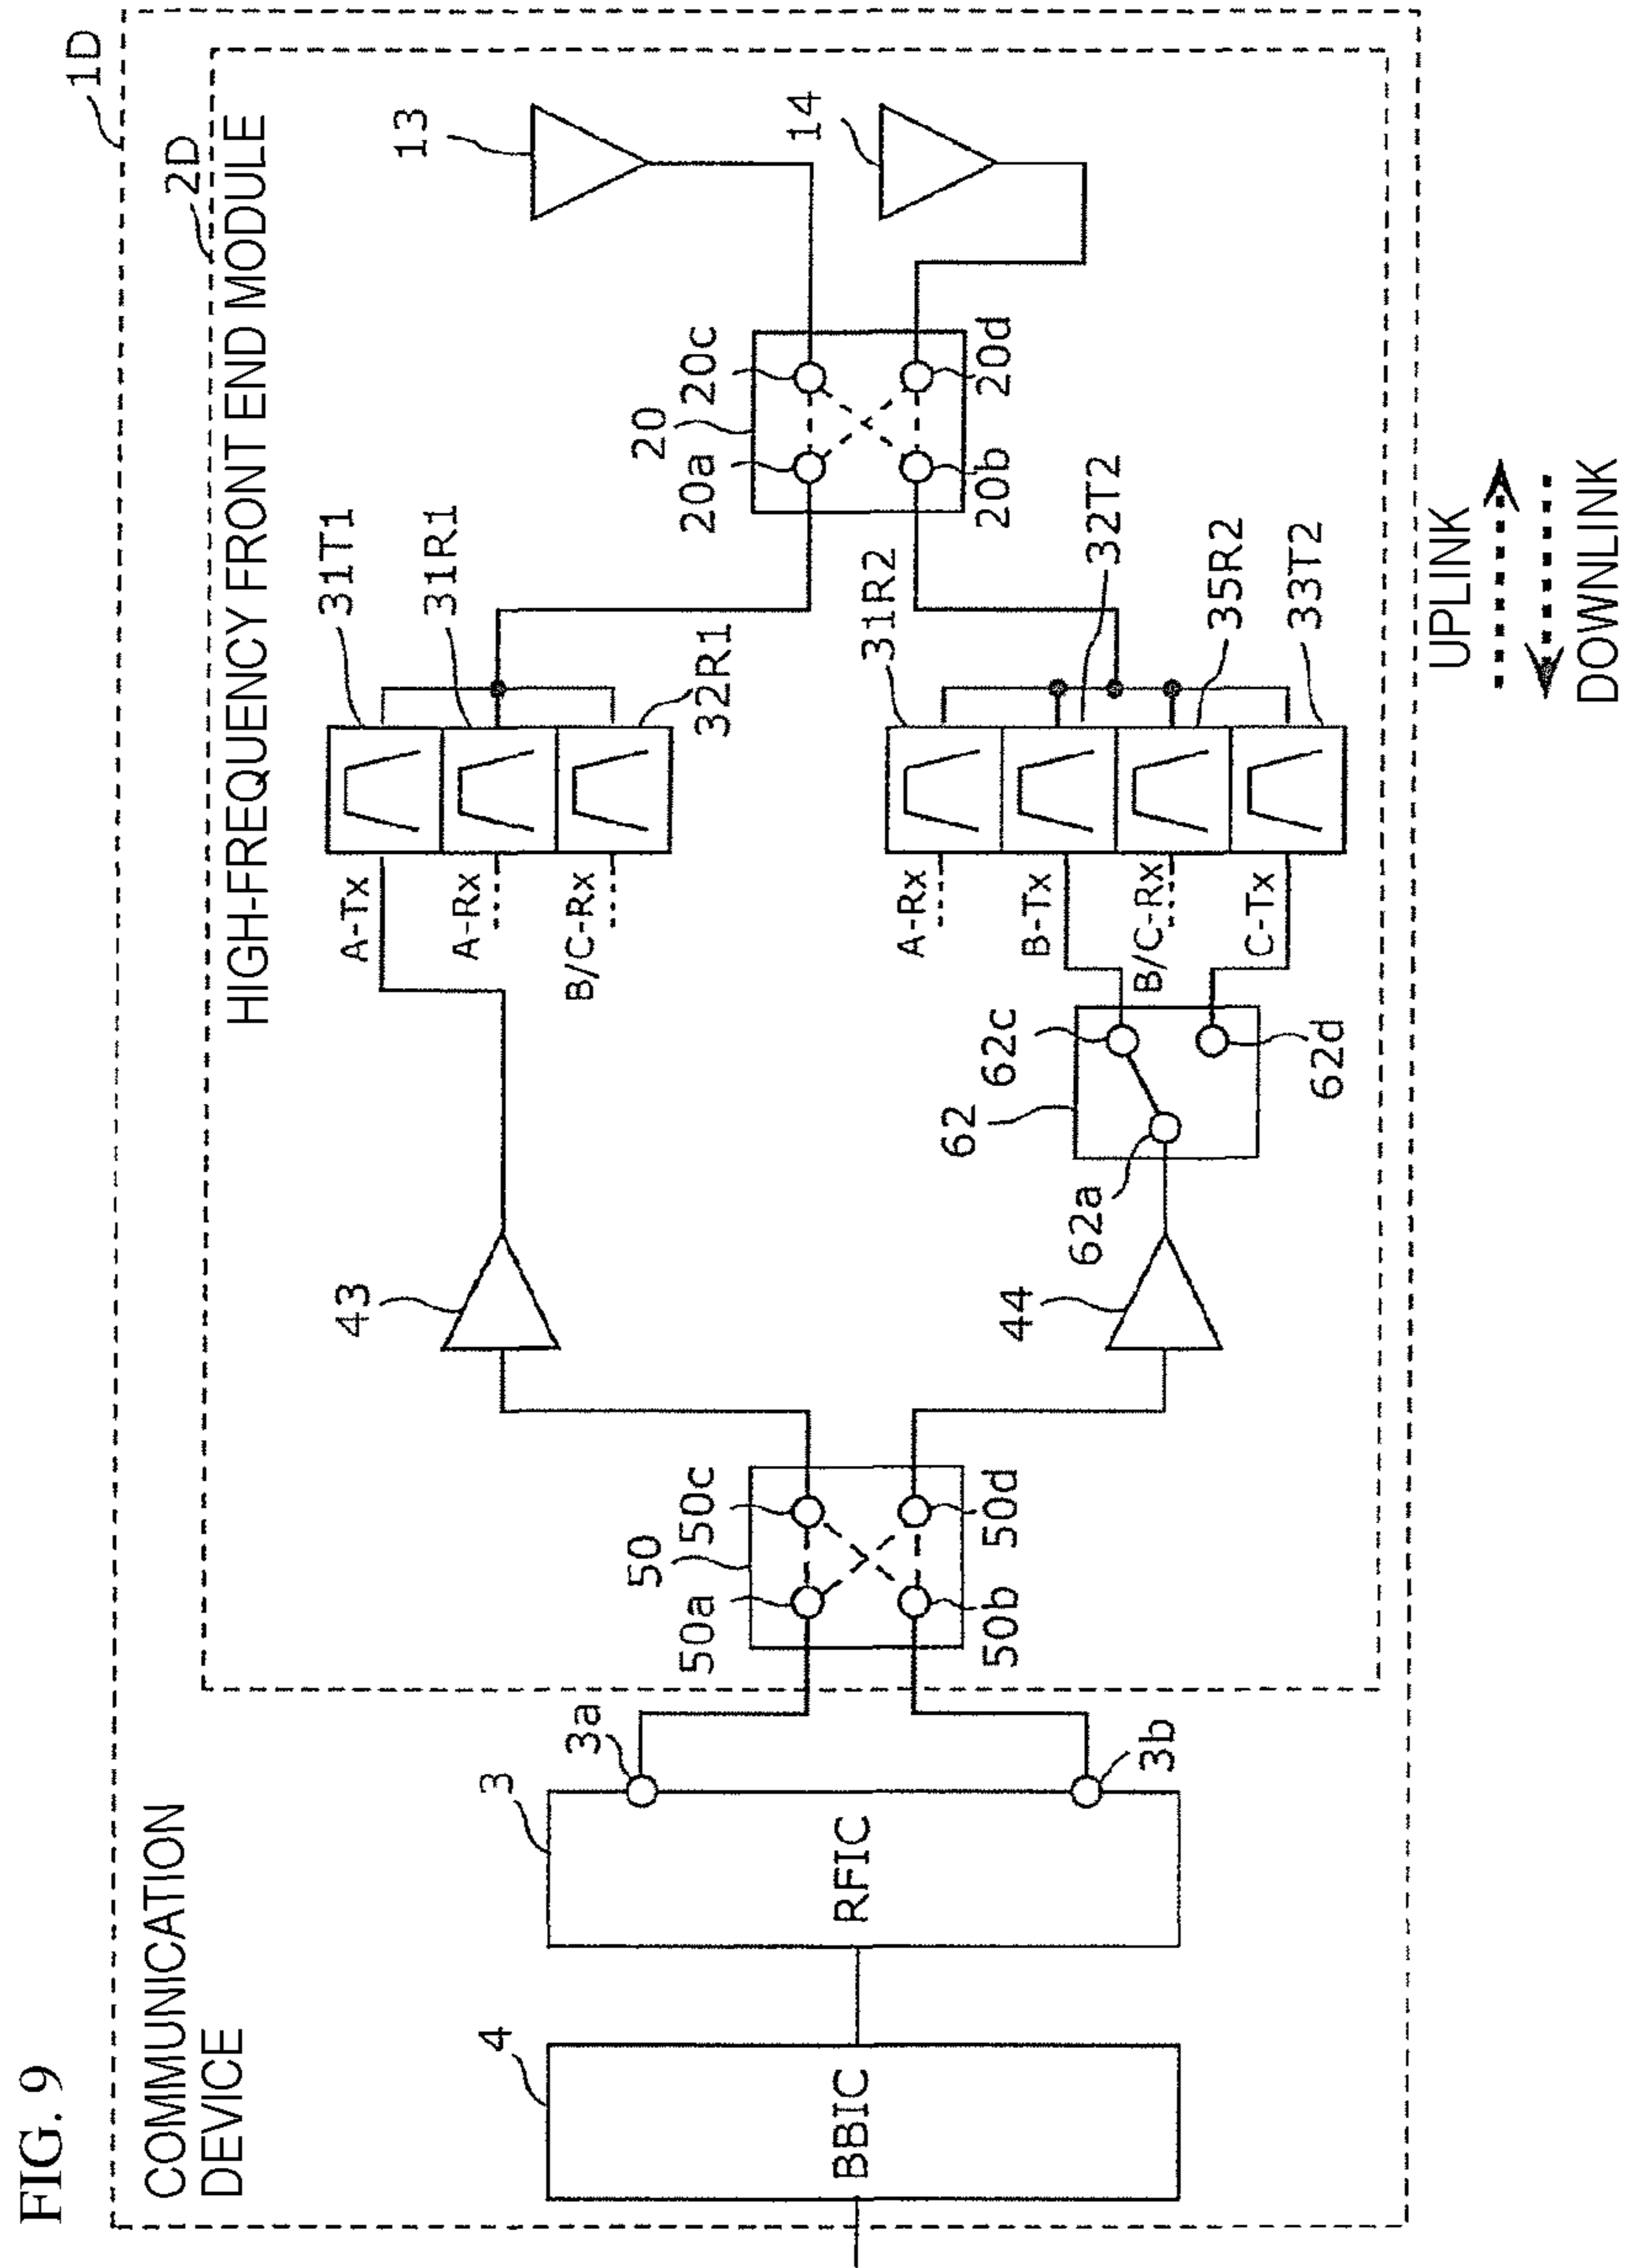 FIG. 9
1D
COMMUNICATION
DEVICE
2D
HIGH-FREQUENCY FRONT END MODULE
4
BBIC
3
RFIC
3a
3b
50
50a
50c
50b
50d
43
44
62
62a
62c
62d
A-Tx
A-Rx
B/C-Rx
31T1
31R1
32R1
A-Rx
B-Tx
B/C-Rx
C-Tx
31R2
32T2
35R2
33T2
20
20a
20c
20b
20d
13
14
UPLINK
DOWNLINK